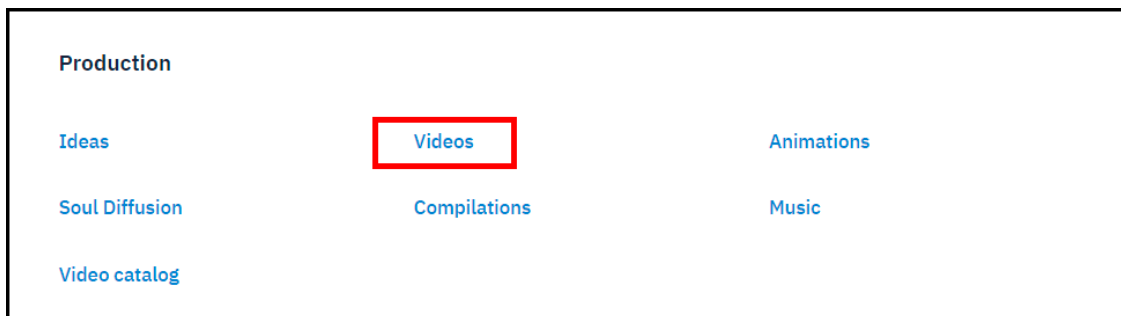 Production
Ideas Videos Animations
Soul Diffusion Compilations Music
Video catalog